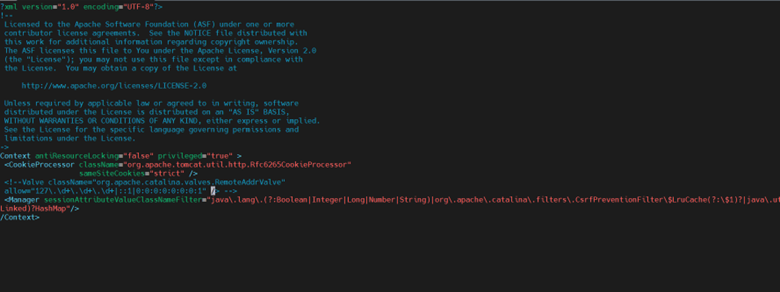 ?xml version="1.0" encoding="UTF-8"?>
!--
Licensed to the Apache Software Foundation (ASF) under one or more
contributor license agreements.  See the NOTICE file distributed with
this work for additional information regarding copyright ownership.
The ASF licenses this file to You under the Apache License, Version 2.0
(the "License"); you may not use this file except in compliance with
the License.  You may obtain a copy of the License at
http://www.apache.org/licenses/LICENSE-2.0
Unless required by applicable law or agreed to in writing, software
distributed under the License is distributed on an "AS IS" BASIS,
WITHOUT WARRANTIES OR CONDITIONS OF ANY KIND, either express or implied.
See the License for the specific language governing permissions and
limitations under the License.
->
Context antiResourceLocking="false" privileged="true" >
<CookieProcessor className="org.apache.tomcat.util.http.Rfc6265CookieProcessor"
sameSiteCookies="strict" />
<!--Valve className="org.apache.catalina.valves.RemoteAddrValve"
allow="127\.\d+\.\d+\.\d+|::1|0:0:0:0:0:0:0:1" /> -->
<Manager sessionAttributeValueClassNameFilter="java\.lang\.(?:Boolean|Integer|Long|Number|String)|org\.apache\.catalina\.filters\.CsrfPreventionFilter\$LruCache(?:\$1)?|java\.ut
Linked)?HashMap"/>
/Context>